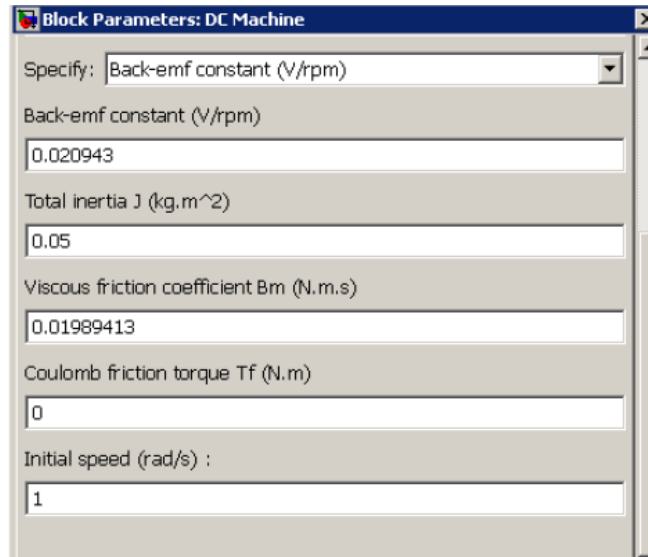 Block Parameters: DC Machine
Specify: Back-emf constant (V/rpm)
Back-emf constant (V/rpm)
0.020943
Total inertia J (kg.m^2)
0.05
Viscous friction coefficient Bm (N.m.s)
0.01989413
Coulomb friction torque Tf (N.m)
0
Initial speed (rad/s) :
1